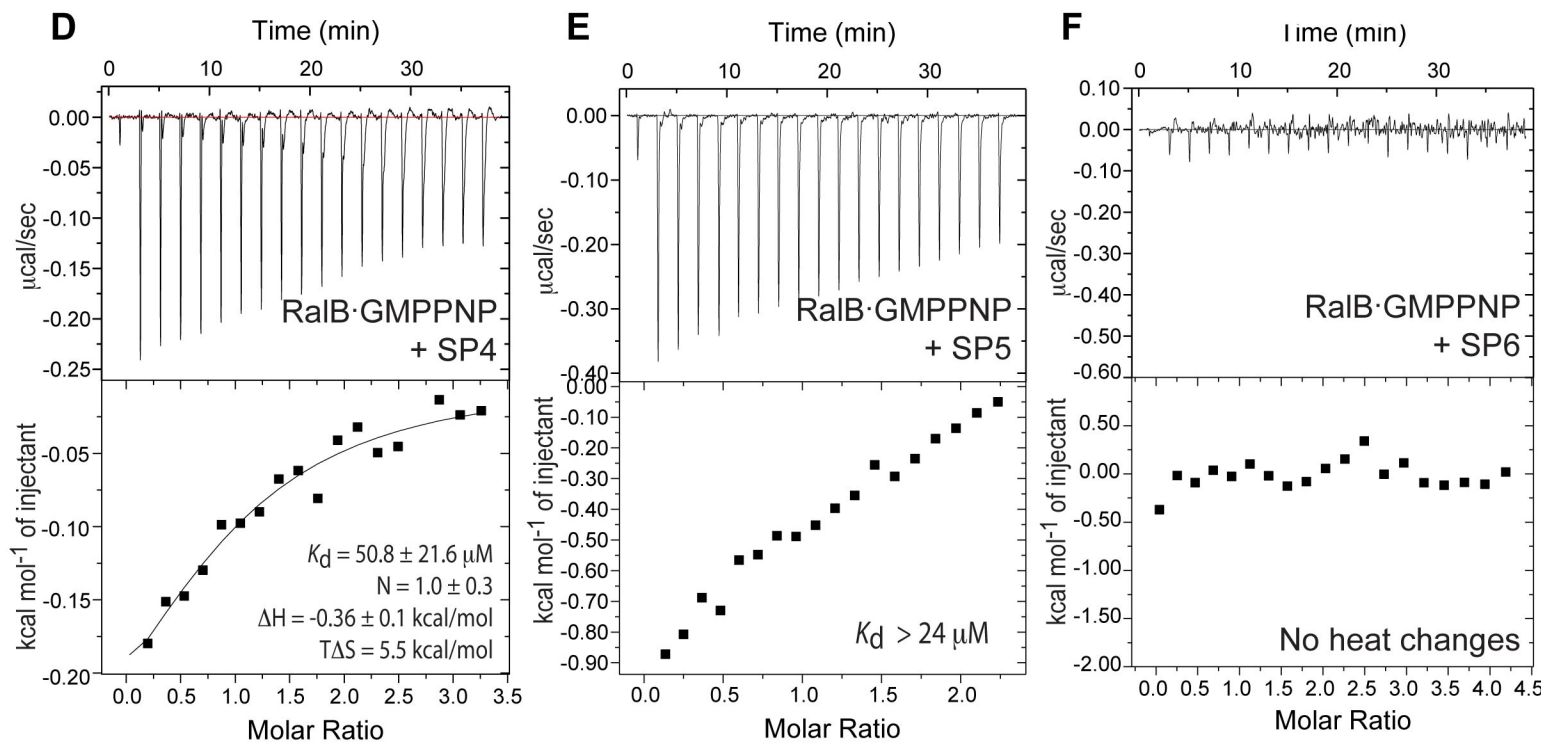 D
Time (min)
0 10 20 30
0.00
-0.05
-0.10
-0.15
-0.20
-0.25
μcal/sec
RalB·GMPPNP
+ SP4
-0.05
-0.10
-0.15
-0.20
kcal mol⁻¹ of injectant
Kd = 50.8 ± 21.6 μM
N = 1.0 ± 0.3
ΔH = -0.36 ± 0.1 kcal/mol
TΔS = 5.5 kcal/mol
0.0 0.5 1.0 1.5 2.0 2.5 3.0 3.5
Molar Ratio
E
Time (min)
0 10 20 30
0.00
-0.10
-0.20
-0.30
-0.40
μcal/sec
RalB·GMPPNP
+ SP5
0.00
-0.10
-0.20
-0.30
-0.40
-0.50
-0.60
-0.70
-0.80
-0.90
kcal mol⁻¹ of injectant
Kd > 24 μM
0.0 0.5 1.0 1.5 2.0
Molar Ratio
F
Time (min)
0 10 20 30
0.10
0.00
-0.10
-0.20
-0.30
-0.40
-0.50
-0.60
μcal/sec
RalB·GMPPNP
+ SP6
0.50
0.00
-0.50
-1.00
-1.50
-2.00
kcal mol⁻¹ of injectant
No heat changes
0.0 0.5 1.0 1.5 2.0 2.5 3.0 3.5 4.0 4.5
Molar Ratio